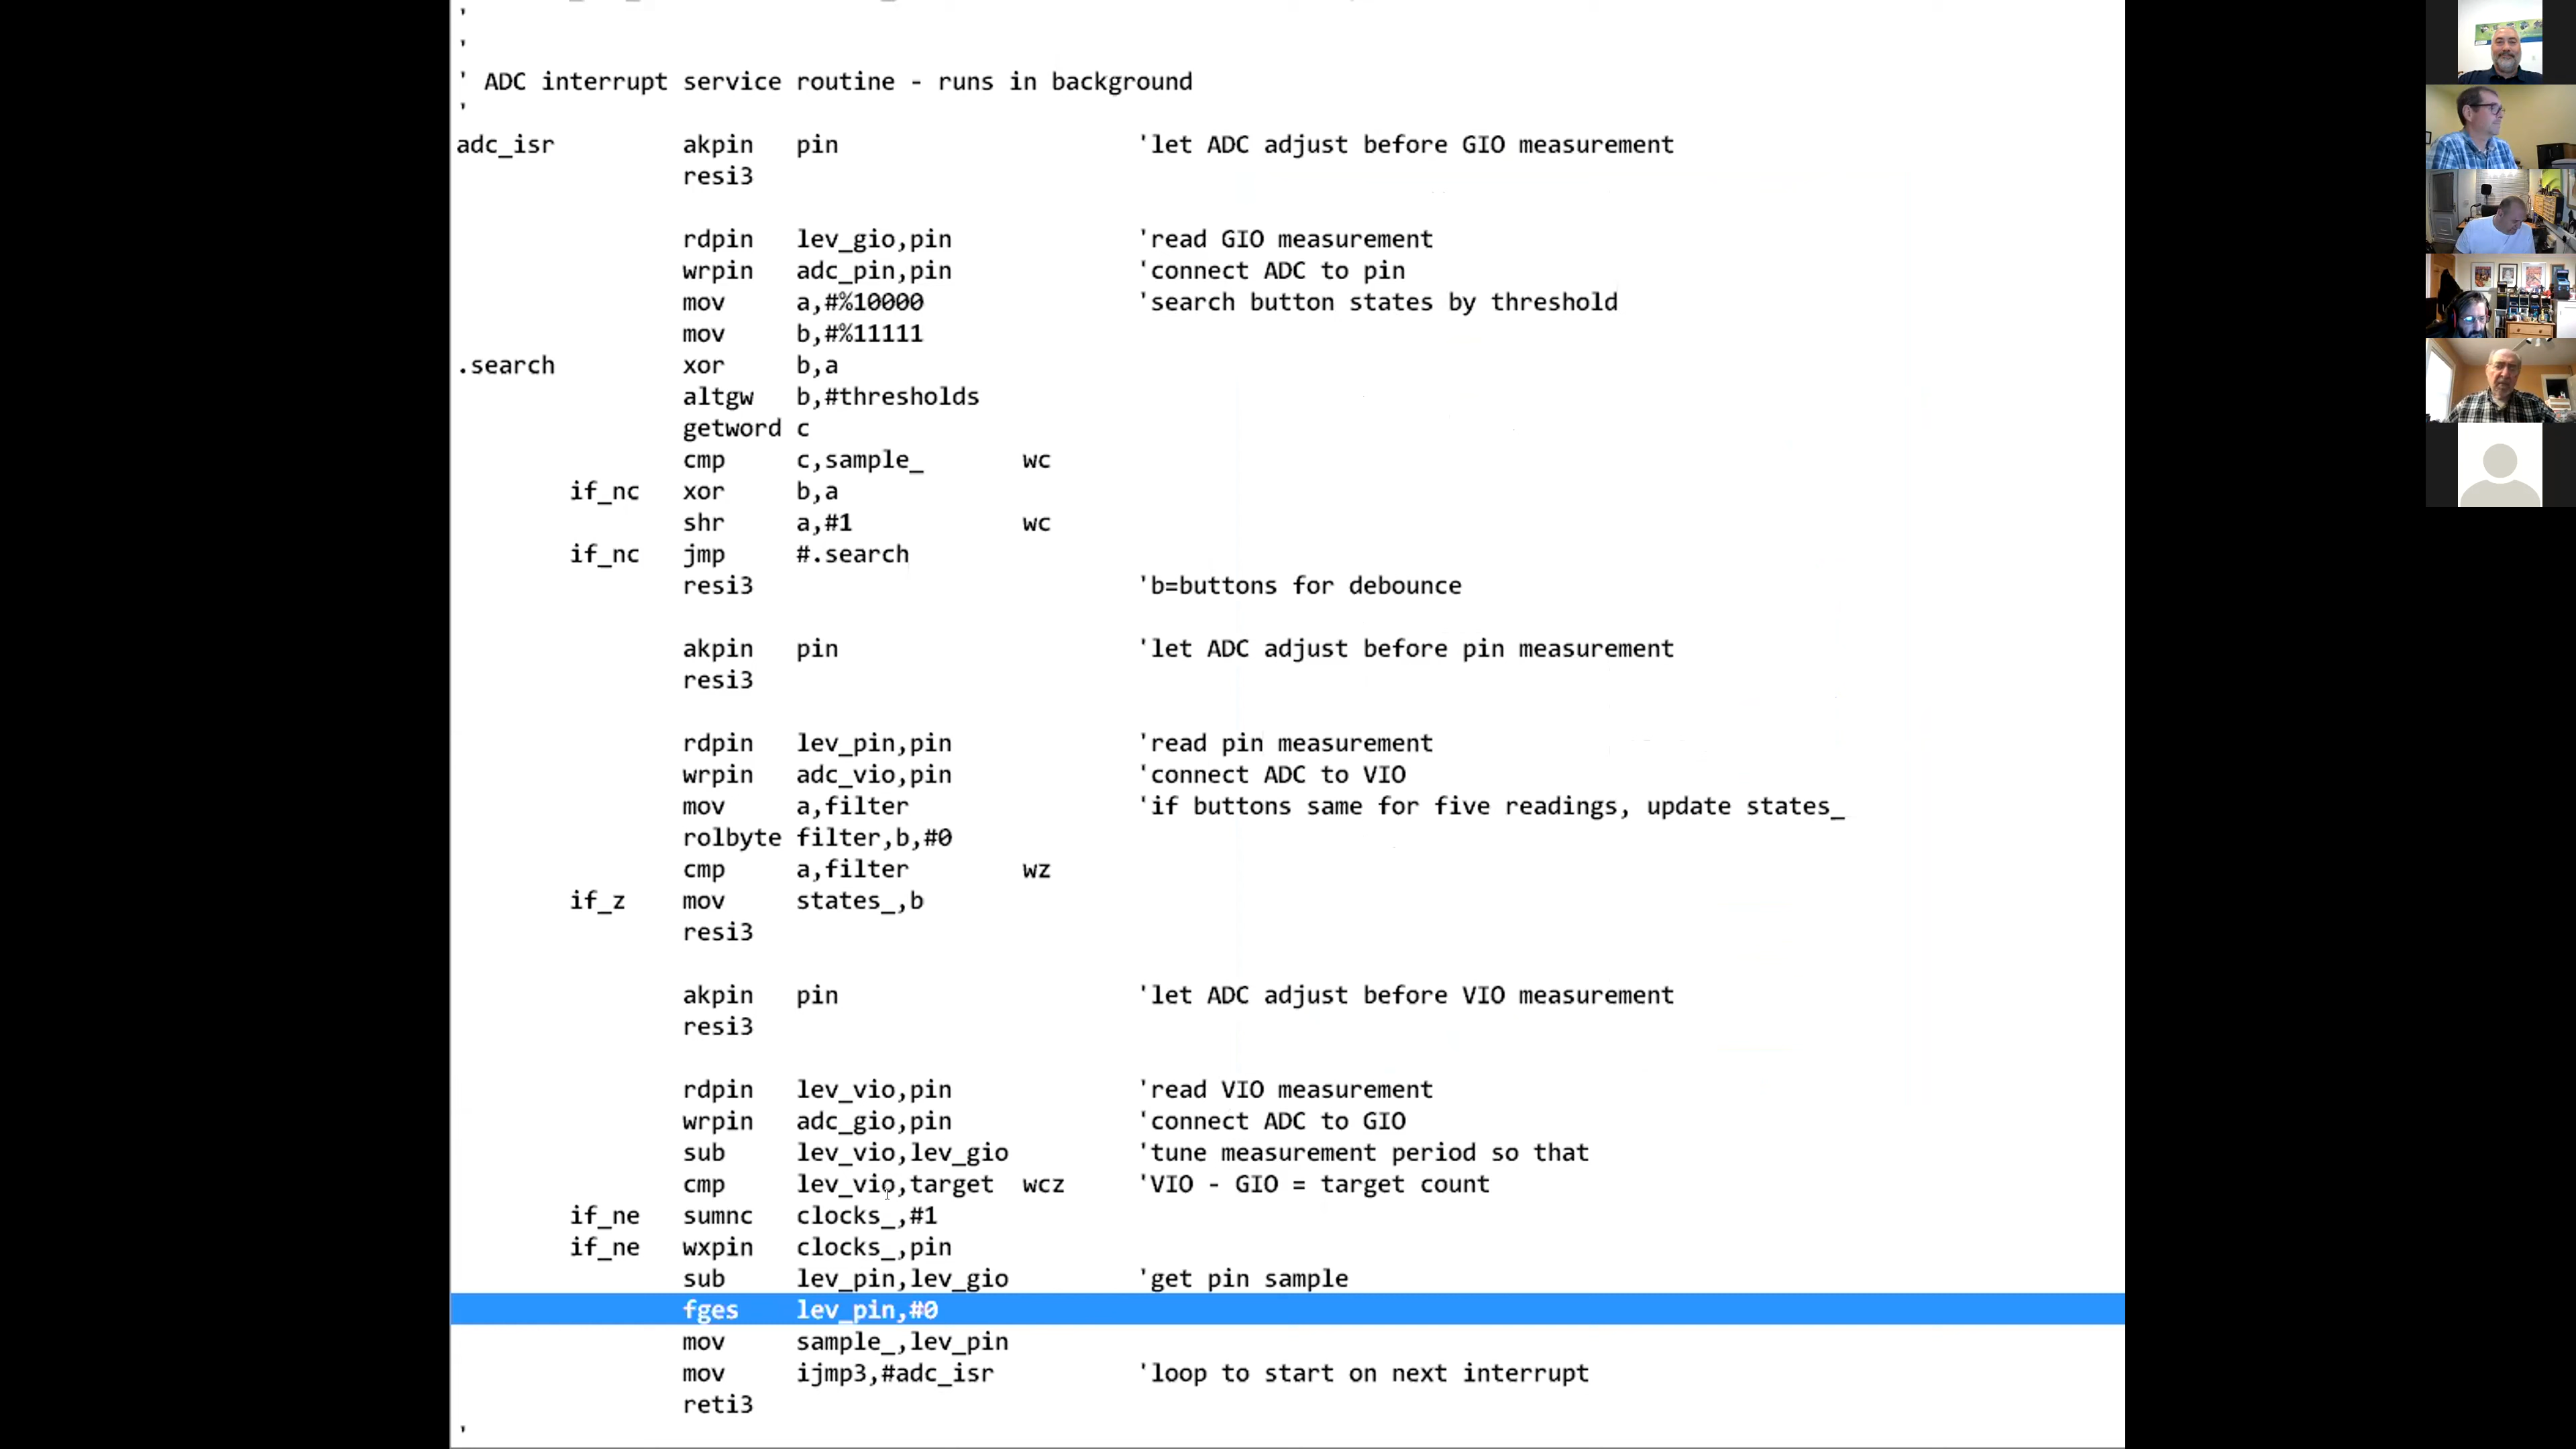 '
'
' ADC interrupt service routine - runs in background
'
adc_isr akpin pin 'let ADC adjust before GIO measurement
resi3
rdpin lev_gio,pin 'read GIO measurement
wrpin adc_pin,pin 'connect ADC to pin
mov a,#%10000 'search button states by threshold
mov b,#%11111
.search xor b,a
altgw b,#thresholds
getword c
cmp c,sample_ wc
if_nc xor b,a
shr a,#1 wc
if_nc jmp #.search
resi3 'b=buttons for debounce
akpin pin 'let ADC adjust before pin measurement
resi3
rdpin lev_pin,pin 'read pin measurement
wrpin adc_vio,pin 'connect ADC to VIO
mov a,filter 'if buttons same for five readings, update states_
rolbyte filter,b,#0
cmp a,filter wz
if_z mov states_,b
resi3
akpin pin 'let ADC adjust before VIO measurement
resi3
rdpin lev_vio,pin 'read VIO measurement
wrpin adc_gio,pin 'connect ADC to GIO
sub lev_vio,lev_gio 'tune measurement period so that
cmp lev_vio,target wcz 'VIO - GIO = target count
if_ne sumnc clocks_,#1
if_ne wxpin clocks_,pin
sub lev_pin,lev_gio 'get pin sample
fges lev_pin,#0
mov sample_,lev_pin
mov ijmp3,#adc_isr 'loop to start on next interrupt
reti3
'